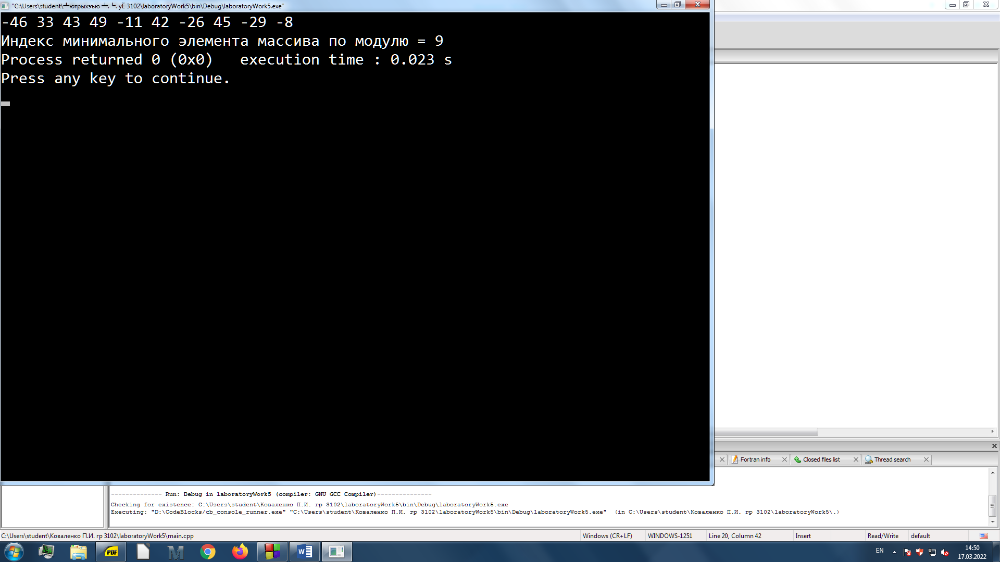 "C:\Users\student\┴ютрыхэъю ╧.╚. уЁ 3102\laboratoryWork5\bin\Debug\laboratoryWork5.exe"
-46 33 43 49 -11 42 -26 45 -29 -8
Индекс минимального элемента массива по модулю = 9
Process returned 0 (0x0)   execution time : 0.023 s
Press any key to continue.
Fortran info
Closed files list
Thread search
-------------- Run: Debug in laboratoryWork5 (compiler: GNU GCC Compiler)---------------
Checking for existence: C:\Users\student\Коваленко П.И. гр 3102\laboratoryWork5\bin\Debug\laboratoryWork5.exe
Executing: "D:\CodeBlocks/cb_console_runner.exe" "C:\Users\student\Коваленко П.И. гр 3102\laboratoryWork5\bin\Debug\laboratoryWork5.exe"  (in C:\Users\student\Коваленко П.И. гр 3102\laboratoryWork5\.)
C:\Users\student\Коваленко П.И. гр 3102\laboratoryWork5\main.cpp
Windows (CR+LF)
WINDOWS-1251
Line 20, Column 42
Insert
Read/Write
default
PDF
M
W
EN
14:50
17.03.2022